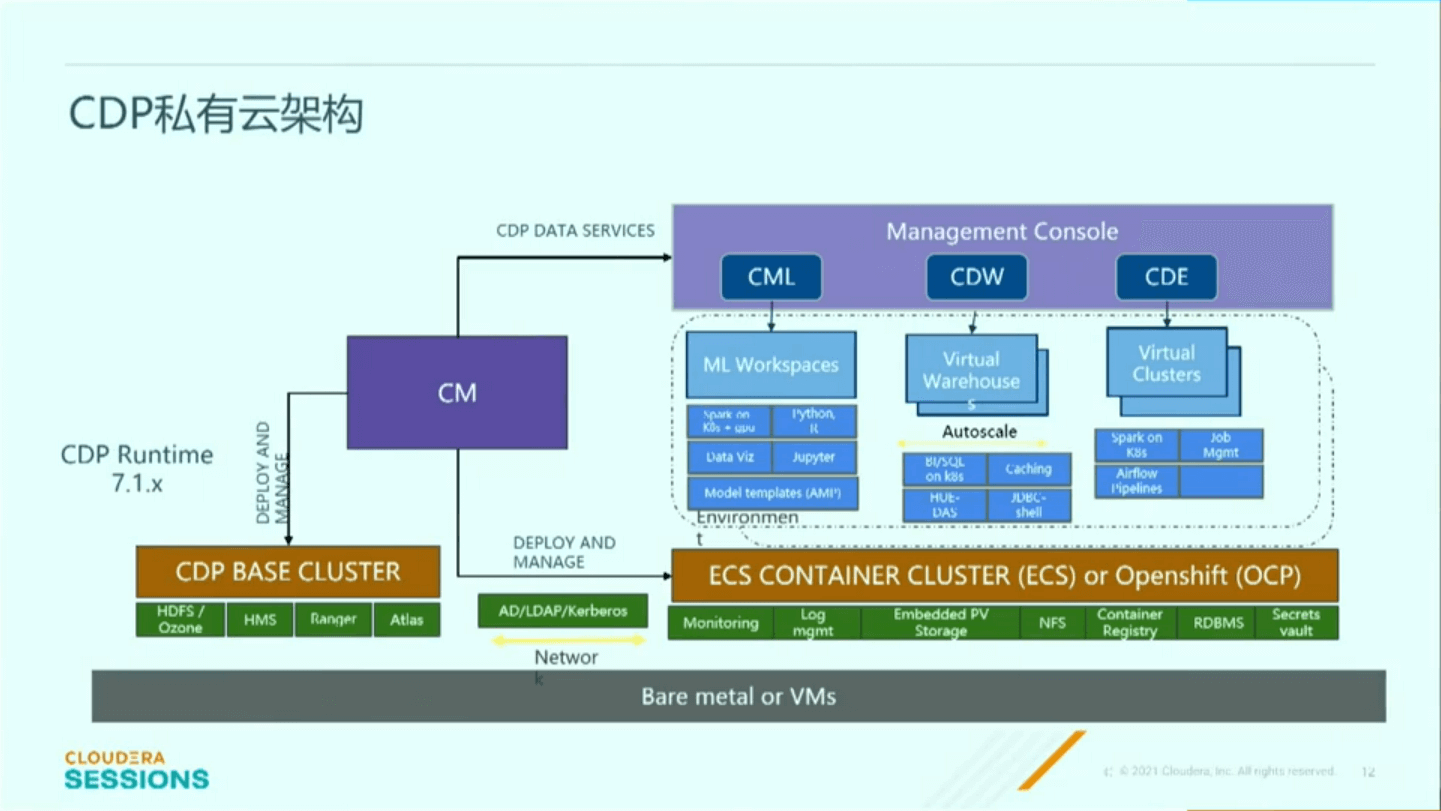 CDP私有云架构
CDP DATA SERVICES
Management Console
CML
CDW
CDE
CM
ML Workspaces
Spark on
K8s + gpu
Python,
R
Data Viz
Jupyter
Model templates (AMP)
Virtual
Warehouse
s
Autoscale
BI/SQL
on k8s
Caching
HUE-
DAS
JDBC-
shell
Virtual
Clusters
Spark on
K8s
Job
Mgmt
Airflow
Pipelines
Environmen
t
CDP Runtime
7.1.x
DEPLOY AND
MANAGE
DEPLOY AND
MANAGE
CDP BASE CLUSTER
HDFS /
Ozone
HMS
Ranger
Atlas
AD/LDAP/Kerberos
Networ
k
ECS CONTAINER CLUSTER (ECS) or Openshift (OCP)
Monitoring
Log
mgmt
Embedded PV
Storage
NFS
Container
Registry
RDBMS
Secrets
vault
Bare metal or VMs
CLOUDERA
SESSIONS
© 2021 Cloudera, Inc. All rights reserved.
12